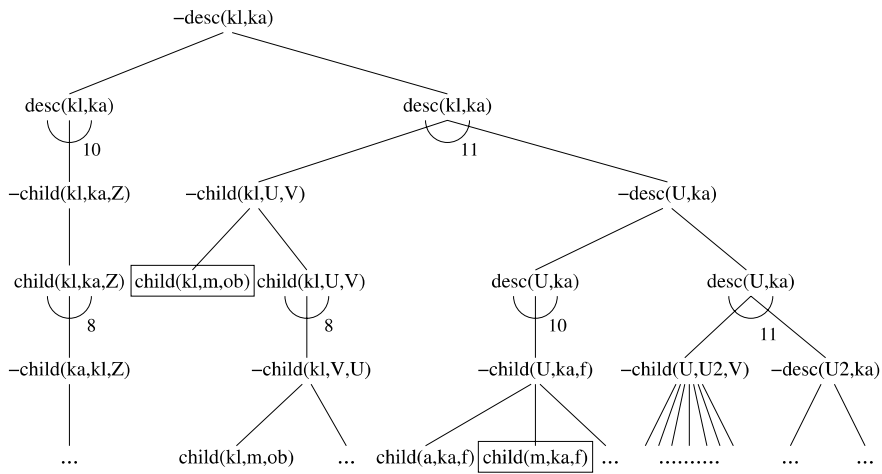 −desc(kl,ka)
desc(kl,ka) desc(kl,ka)
10 11
−child(kl,ka,Z) −child(kl,U,V) −desc(U,ka)
child(kl,ka,Z) child(kl,m,ob) child(kl,U,V) desc(U,ka) desc(U,ka)
8 8 10 11
−child(ka,kl,Z) −child(kl,V,U) −child(U,ka,f) −child(U,U2,V) −desc(U2,ka)
... child(kl,m,ob) ... child(a,ka,f) child(m,ka,f) ... .......... ... ...